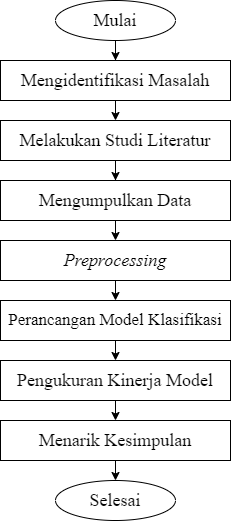 Mulai
Mengidentifikasi Masalah
Melakukan Studi Literatur
Mengumpulkan Data
Preprocessing
Perancangan Model Klasifikasi
Pengukuran Kinerja Model
Menarik Kesimpulan
Selesai